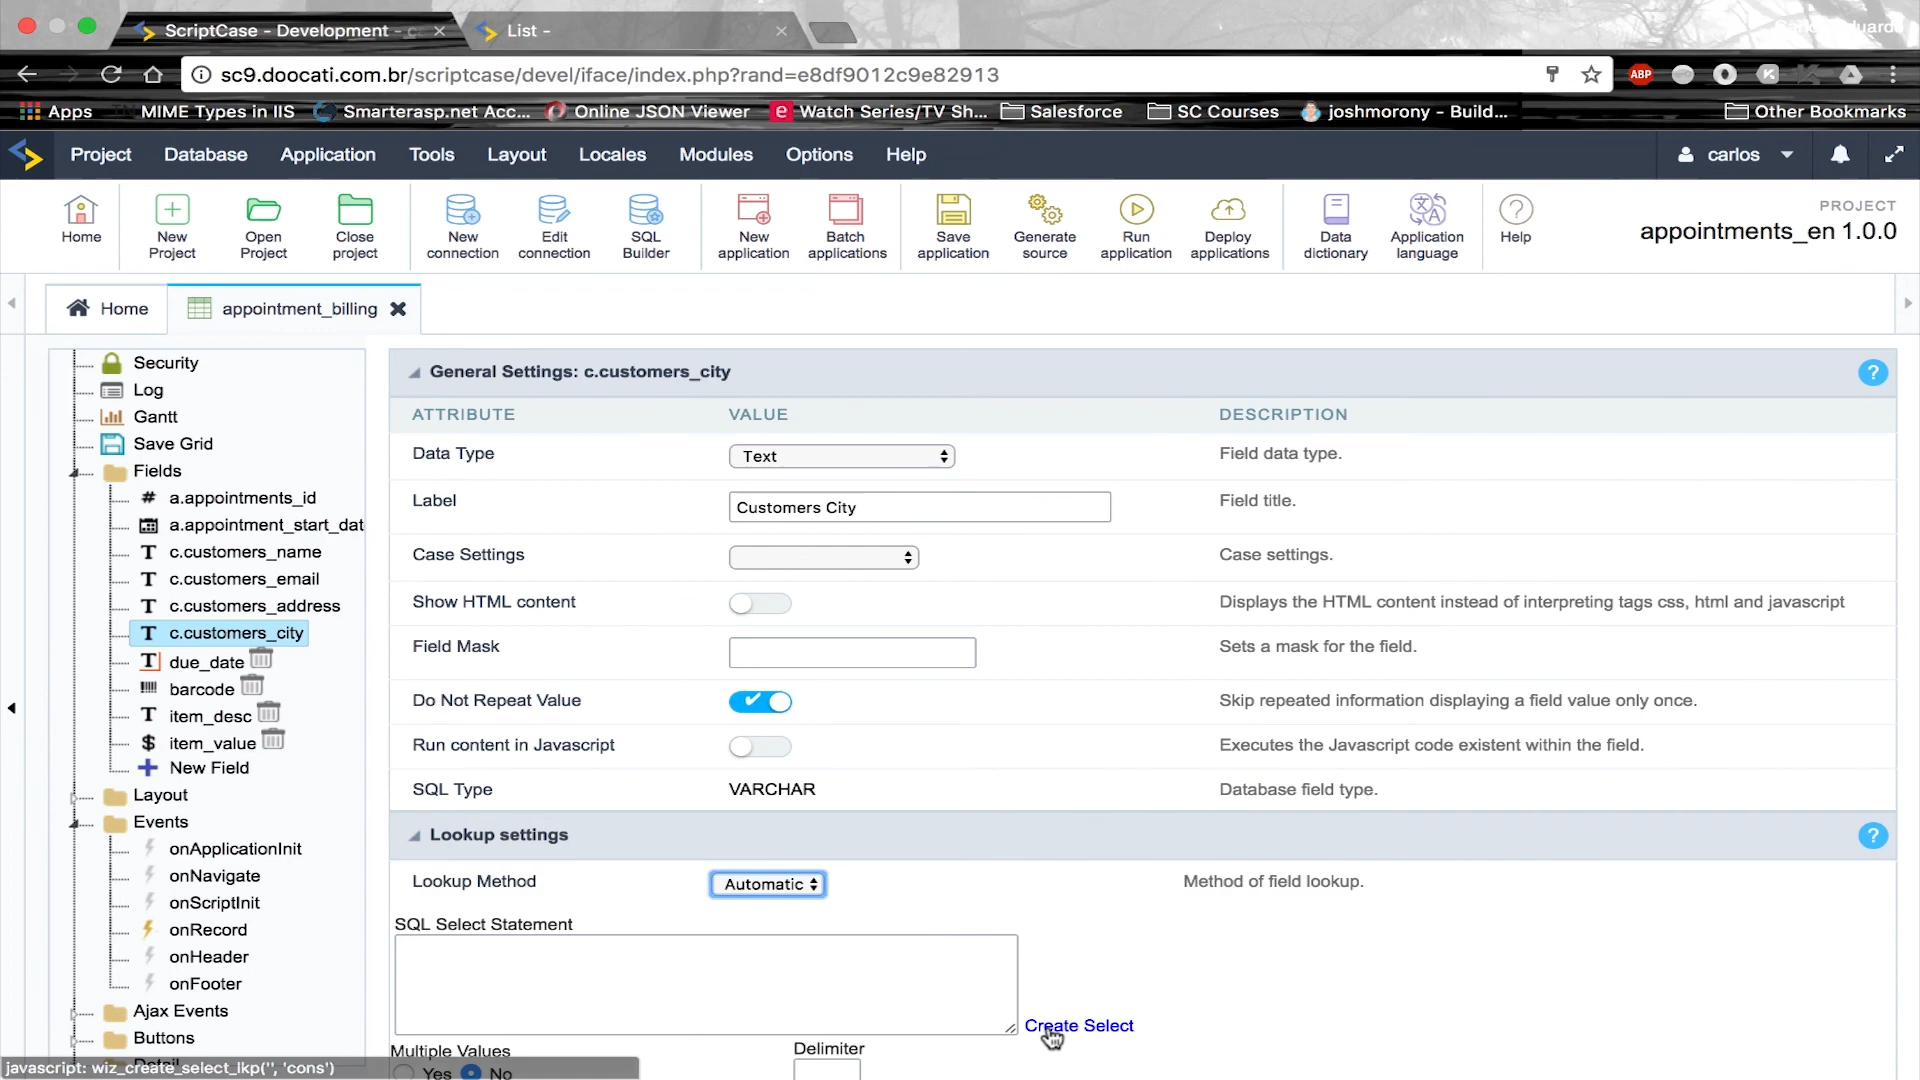 ScriptCase - Development - c
List -
sc9.doocati.com.br/scriptcase/devel/iface/index.php?rand=e8df9012c9e82913
ABP
Apps
MIME Types in IIS
Smarterasp.net Acc...
Online JSON Viewer
Watch Series/TV Sh...
Salesforce
SC Courses
joshmorony - Build...
Other Bookmarks
Project
Database
Application
Tools
Layout
Locales
Modules
Options
Help
carlos
Home
New
Project
Open
Project
Close
project
New
connection
Edit
connection
SQL
Builder
New
application
Batch
applications
Save
application
Generate
source
Run
application
Deploy
applications
Data
dictionary
Application
language
Help
PROJECT
appointments_en 1.0.0
Home
appointment_billing
Security
Log
Gantt
Save Grid
Fields
a.appointments_id
a.appointment_start_dat
c.customers_name
c.customers_email
c.customers_address
c.customers_city
due_date
barcode
item_desc
item_value
New Field
Layout
Events
onApplicationInit
onNavigate
onScriptInit
onRecord
onHeader
onFooter
Ajax Events
Buttons
javascript: wiz_create_select_lkp('', 'cons')
General Settings: c.customers_city
ATTRIBUTE VALUE DESCRIPTION
Data Type Text Field data type.
Label Customers City Field title.
Case Settings Case settings.
Show HTML content Displays the HTML content instead of interpreting tags css, html and javascript
Field Mask Sets a mask for the field.
Do Not Repeat Value Skip repeated information displaying a field value only once.
Run content in Javascript Executes the Javascript code existent within the field.
SQL Type VARCHAR Database field type.
Lookup settings
Lookup Method Automatic Method of field lookup.
SQL Select Statement
Create Select
Multiple Values Delimiter
Yes No